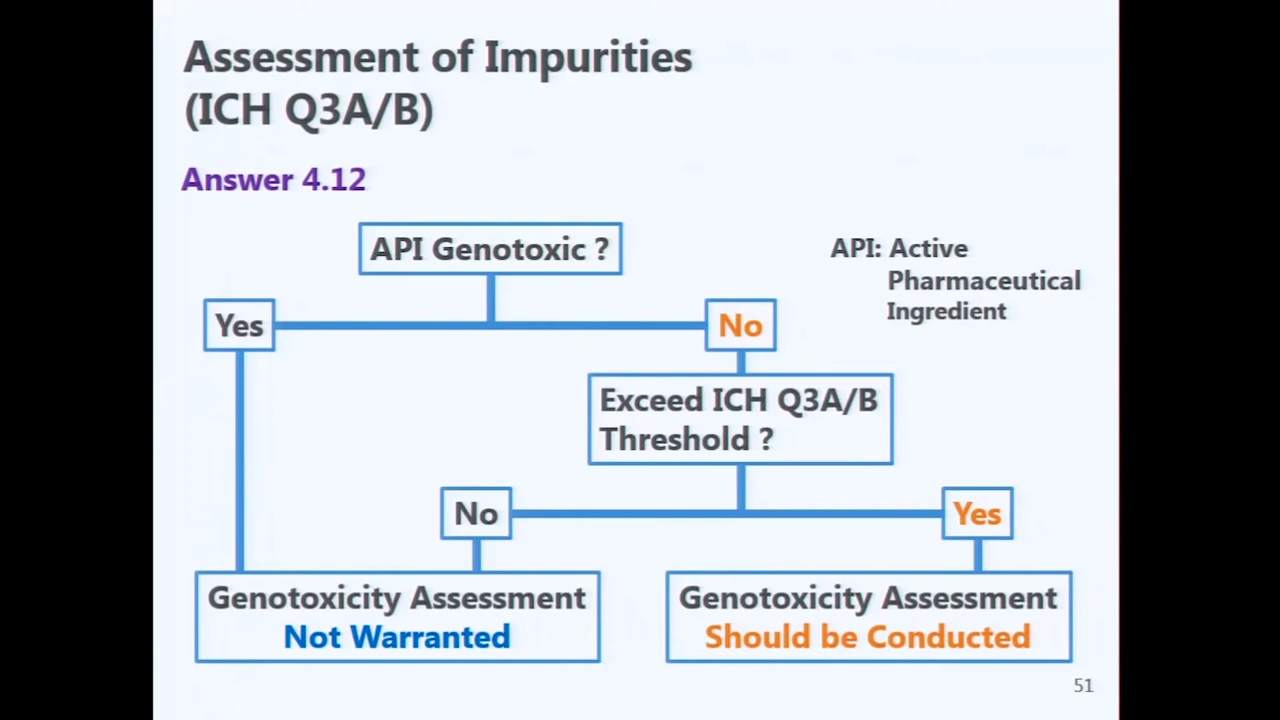 Assessment of Impurities
(ICH Q3A/B)
Answer 4.12
API Genotoxic ?
API: Active
Pharmaceutical
Ingredient
Yes
No
Exceed ICH Q3A/B
Threshold ?
No
Yes
Genotoxicity Assessment
Not Warranted
Genotoxicity Assessment
Should be Conducted
51